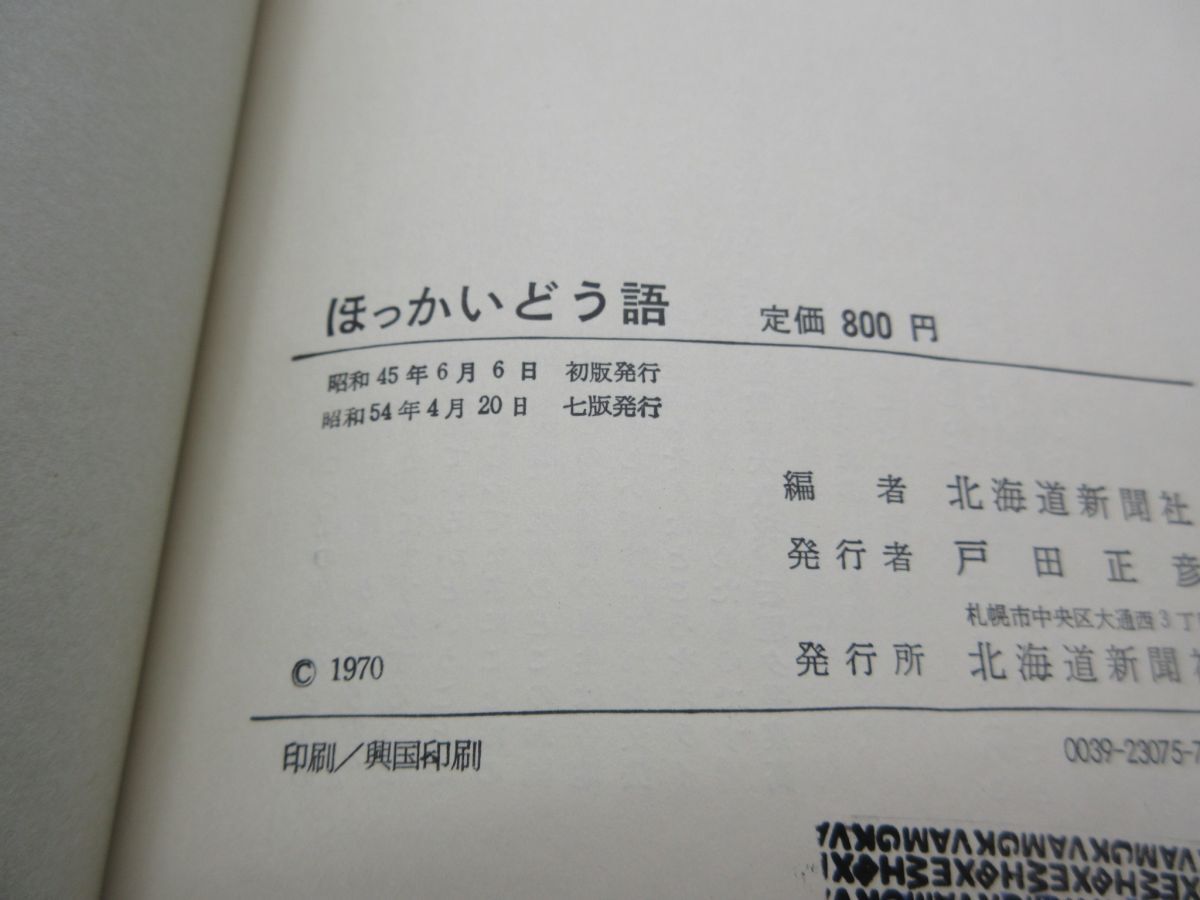 ほっかいどう語　定価 800 円
昭和 45 年 6 月 6 日　初版発行
昭和 54 年 4 月 20 日　七版発行
編　者　北海道新聞社
発行者　戸田正彦
札幌市中央区大通西3丁
発行所　北海道新聞社
© 1970
印刷／興国印刷
0039-23075-7